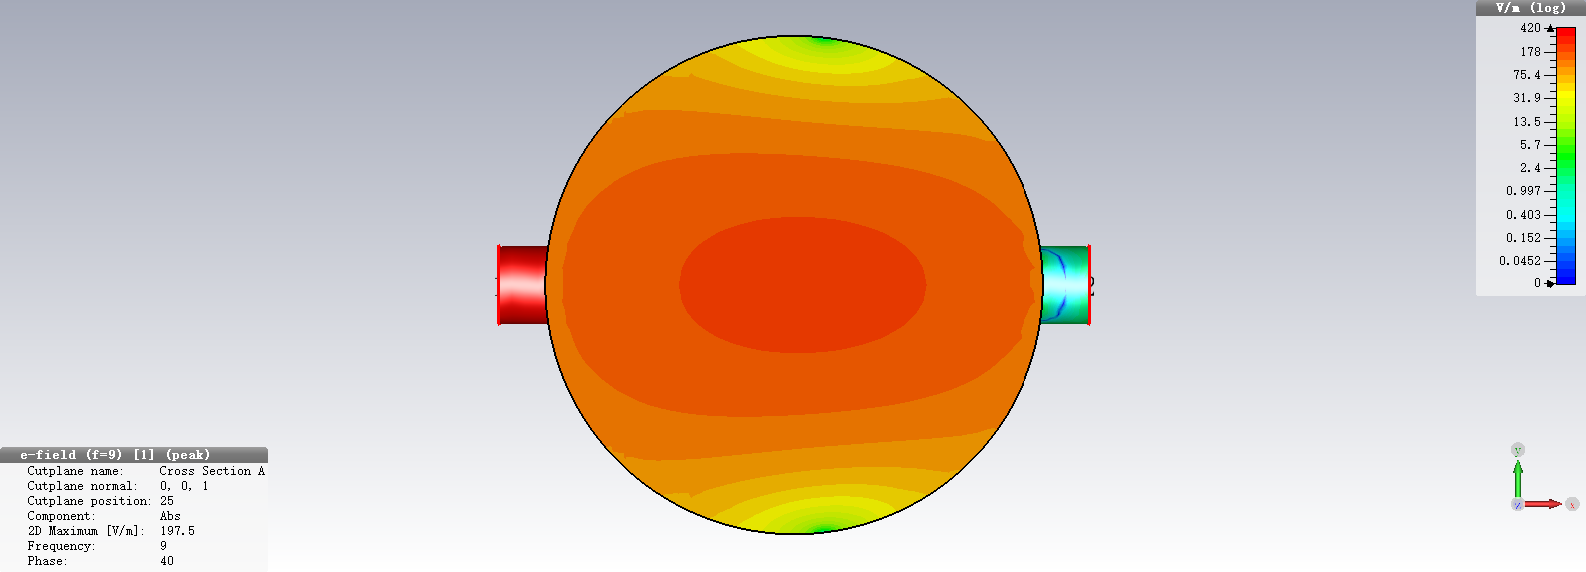 V/m (log)
420
178
75.4
31.9
13.5
5.7
2.4
0.997
0.403
0.152
0.0452
0
e-field (f=9) [1] (peak)
Cutplane name: Cross Section A
Cutplane normal: 0, 0, 1
Cutplane position: 25
Component: Abs
2D Maximum [V/m]: 197.5
Frequency: 9
Phase: 40
Y
Z
X